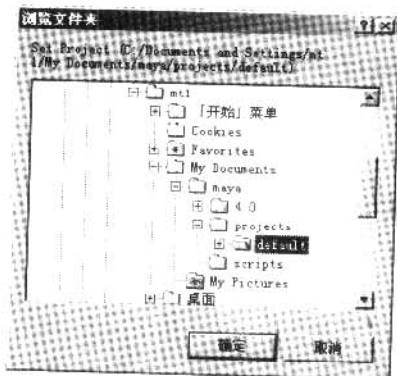 浏览文件夹
Set Project (C:/Documents and Settings/mt
1/My Documents/maya/projects/default)
mt1
「开始」菜单
Cookies
Favorites
My Documents
maya
4.0
projects
default
scripts
My Pictures
桌面
确定
取消